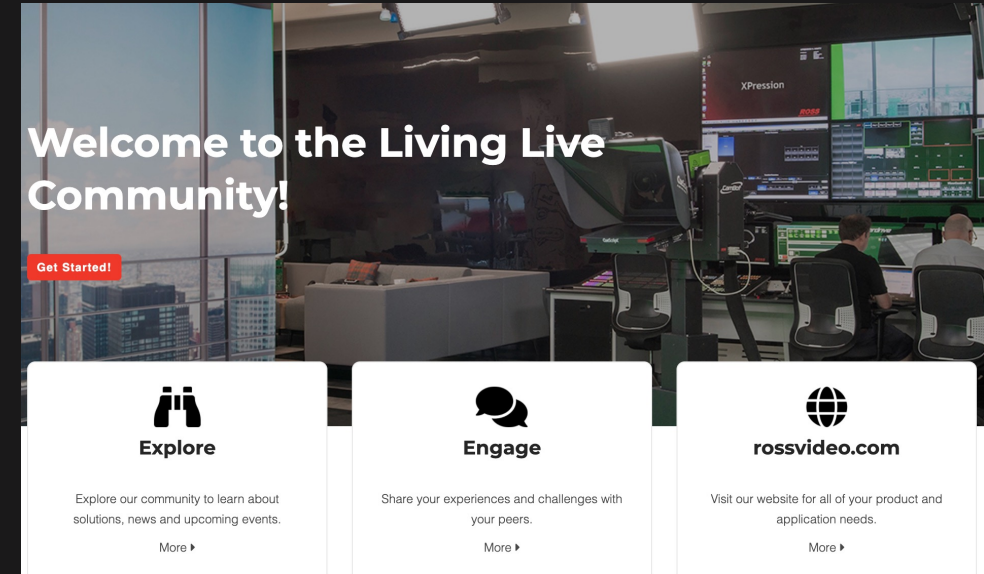 XPression
ROSS
Welcome to the Living Live
Community!
Get Started!
Explore
Explore our community to learn about
solutions, news and upcoming events.
More
Engage
Share your experiences and challenges with
your peers.
More
rossvideo.com
Visit our website for all of your product and
application needs.
More